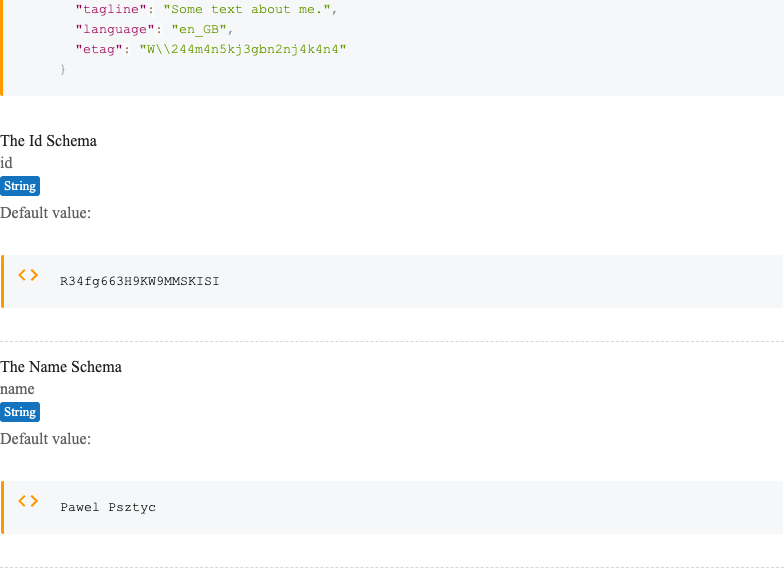 "tagline": "Some text about me.",
"language": "en_GB",
"etag": "W\\244m4n5kj3gbn2nj4k4n4"
}
The Id Schema
id
String
Default value:
<> R34fg663H9KW9MMSKISI
The Name Schema
name
String
Default value:
<> Pawel Psztyc